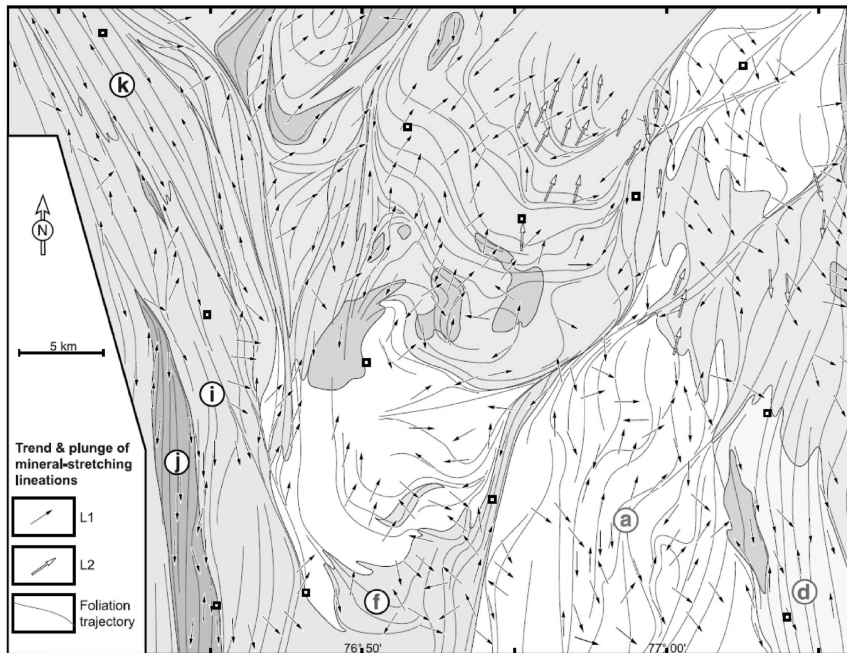 k
N
5 km
i
j
Trend & plunge of
mineral-stretching
lineations
L1
L2
Foliation
trajectory
a
d
f
76° 50'
77° 00'